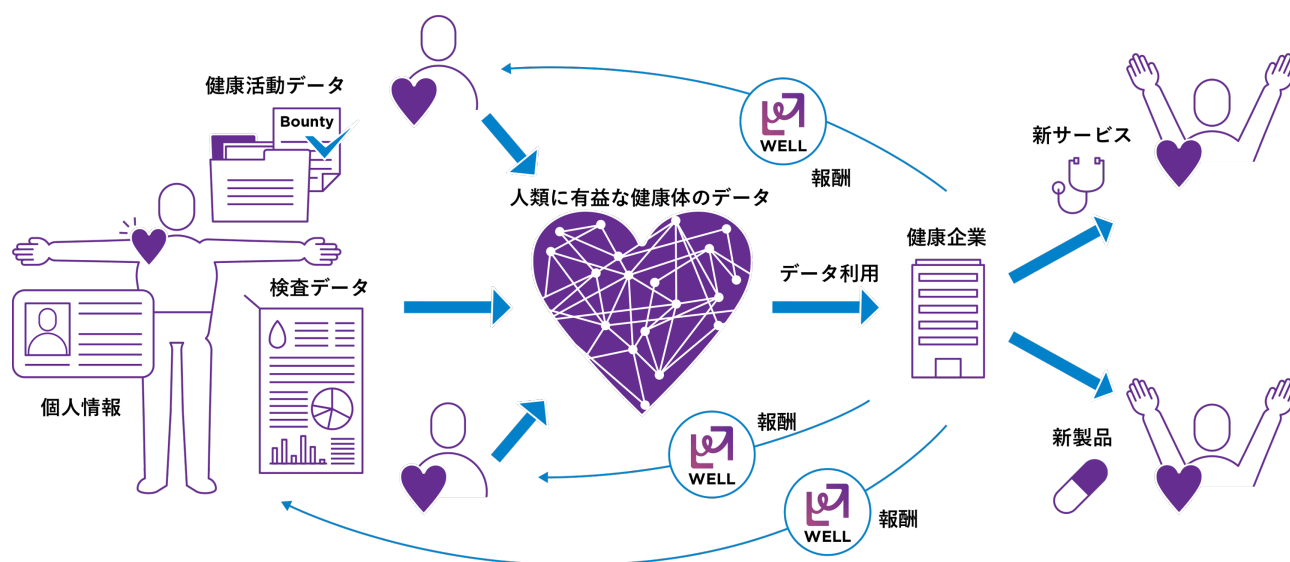 健康活動データ
Bounty
人類に有益な健康体のデータ
検査データ
個人情報
WELL
報酬
データ利用
健康企業
WELL
報酬
WELL
報酬
新サービス
新製品